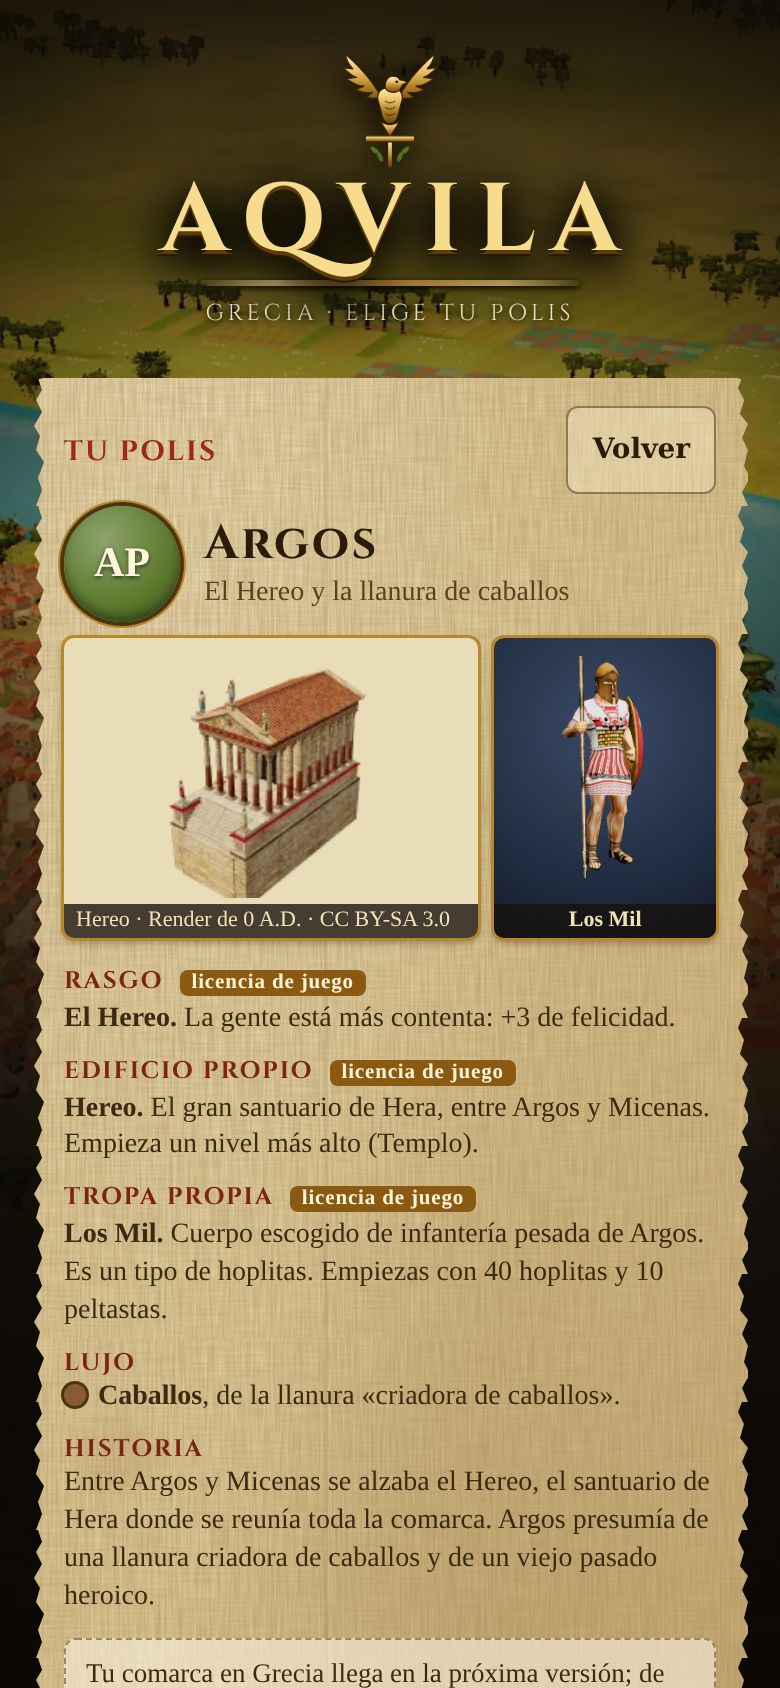 AQVILA
GRECIA · ELIGE TU POLIS
TU POLIS
Volver
AP
ARGOS
El Hereo y la llanura de caballos
Hereo · Render de 0 A.D. · CC BY-SA 3.0
Los Mil
RASGO licencia de juego
El Hereo. La gente está más contenta: +3 de felicidad.
EDIFICIO PROPIO licencia de juego
Hereo. El gran santuario de Hera, entre Argos y Micenas.
Empieza un nivel más alto (Templo).
TROPA PROPIA licencia de juego
Los Mil. Cuerpo escogido de infantería pesada de Argos.
Es un tipo de hoplitas. Empiezas con 40 hoplitas y 10
peltastas.
LUJO
Caballos, de la llanura «criadora de caballos».
HISTORIA
Entre Argos y Micenas se alzaba el Hereo, el santuario de
Hera donde se reunía toda la comarca. Argos presumía de
una llanura criadora de caballos y de un viejo pasado
heroico.
Tu comarca en Grecia llega en la próxima versión; de